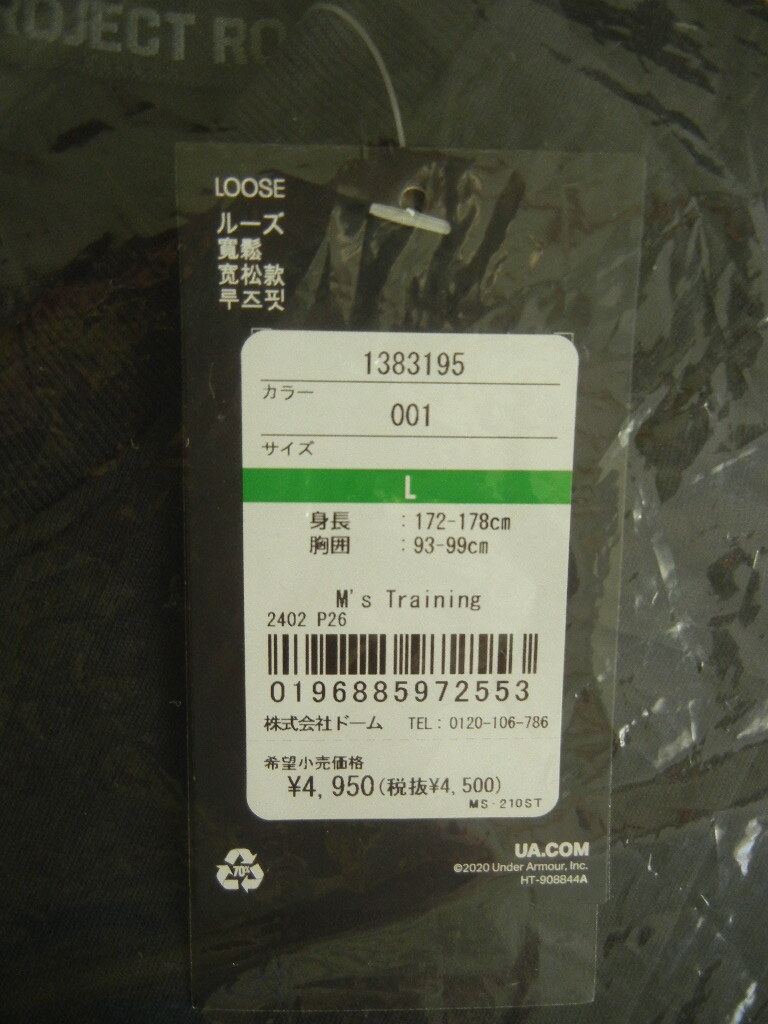 ROJECT RO
LOOSE
ルーズ
寬鬆
宽松款
루즈핏
1383195
カラー
001
サイズ
L
身長 : 172-178cm
胸囲 : 93-99cm
M's Training
2402 P26
0196885972553
株式会社ドーム TEL: 0120-106-786
希望小売価格
¥4,950(税抜¥4,500)
MS-210ST
70%
UA.COM
©2020 Under Armour, Inc.
HT-908844A